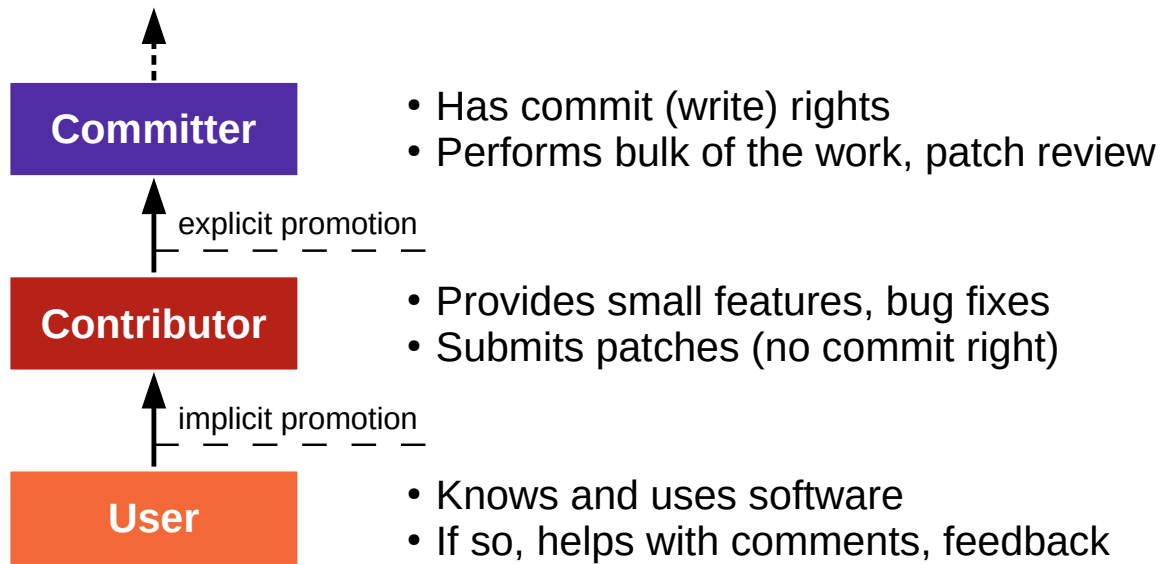 Committer
• Has commit (write) rights
• Performs bulk of the work, patch review
explicit promotion
Contributor
• Provides small features, bug fixes
• Submits patches (no commit right)
implicit promotion
User
• Knows and uses software
• If so, helps with comments, feedback